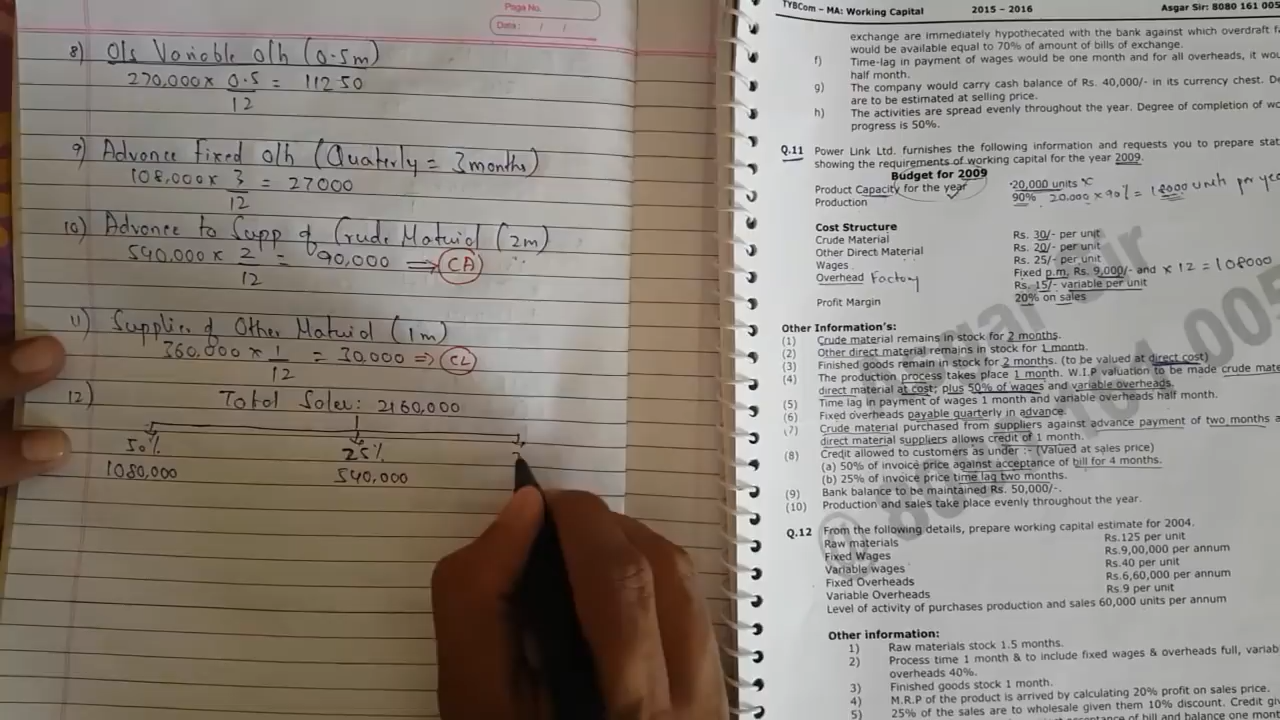 Page No.
Date: / /
8) O/s Variable o/h (0.5m)
270,000 × 0.5 = 11250
12
9) Advance Fixed o/h (Quaterly = 3months)
108,000 × 3 = 27000
12
10) Advance to Supp of Crude Material (2m)
540,000 × 2 = 90,000 ⇒ CA
12
11) Supplier of Other Material (1m)
360,000 × 1 = 30,000 ⇒ CL
12
12) Total Sales: 2160,000
50% 25%
1080,000 540,000
TYBCom - MA: Working Capital 2015 - 2016 Asgar Sir: 8080 161 005
exchange are immediately hypothecated with the bank against which overdraft
would be available equal to 70% of amount of bills of exchange.
f) Time-lag in payment of wages would be one month and for all overheads, it
half month.
g) The company would carry cash balance of Rs. 40,000/- in its currency chest.
are to be estimated at selling price.
h) The activities are spread evenly throughout the year. Degree of completion of
progress is 50%.
Q.11 Power Link Ltd. furnishes the following information and requests you to prepare
showing the requirements of working capital for the year 2009.
Budget for 2009
Product Capacity for the year 20,000 units
Production 90% 20,000 × 90% = 18000 units per
Cost Structure
Crude Material Rs. 30/- per unit
Other Direct Material Rs. 20/- per unit
Wages Rs. 25/- per unit
Overhead Factory Fixed p.m. Rs. 9,000/- and × 12 = 108000
Rs. 15/- variable per unit
Profit Margin 20% on sales
Other Information's:
(1) Crude material remains in stock for 2 months.
(2) Other direct material remains in stock for 1 month.
(3) Finished goods remain in stock for 2 months. (to be valued at direct cost)
(4) The production process takes place 1 month. W.I.P valuation to be made crude
direct material at cost; plus 50% of wages and variable overheads.
(5) Time lag in payment of wages 1 month and variable overheads half month.
(6) Fixed overheads payable quarterly in advance.
(7) Crude material purchased from suppliers against advance payment of two months
direct material suppliers allows credit of 1 month.
(8) Credit allowed to customers as under :- (Valued at sales price)
(a) 50% of invoice price against acceptance of bill for 4 months.
(b) 25% of invoice price time lag two months.
(9) Bank balance to be maintained Rs. 50,000/-.
(10) Production and sales take place evenly throughout the year.
Q.12 From the following details, prepare working capital estimate for 2004.
Raw materials Rs.125 per unit
Fixed Wages Rs.9,00,000 per annum
Variable wages Rs.40 per unit
Fixed Overheads Rs.6,60,000 per annum
Variable Overheads Rs.9 per unit
Level of activity of purchases production and sales 60,000 units per annum
Other information:
1) Raw materials stock 1.5 months.
2) Process time 1 month & to include fixed wages & overheads full,
overheads 40%.
3) Finished goods stock 1 month.
4) M.R.P of the product is arrived by calculating 20% profit on sales price.
5) 25% of the sales are to wholesale given 10% discount. Credit
acceptance of bill and balance one